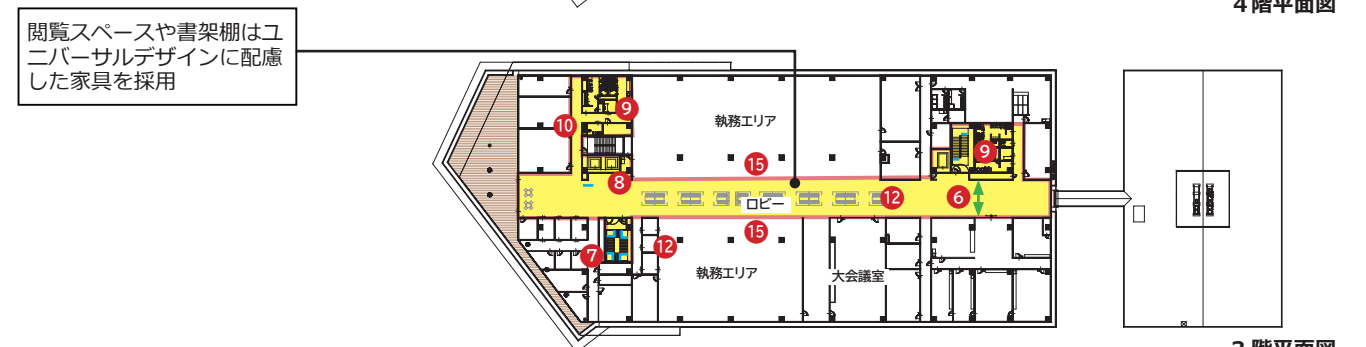 4階平面図
閲覧スペースや書架棚はユ
ニバーサルデザインに配慮
した家具を採用
9
10
執務エリア
9
15
8
12
6
ロビー
15
7
12
執務エリア
大会議室
階平面図